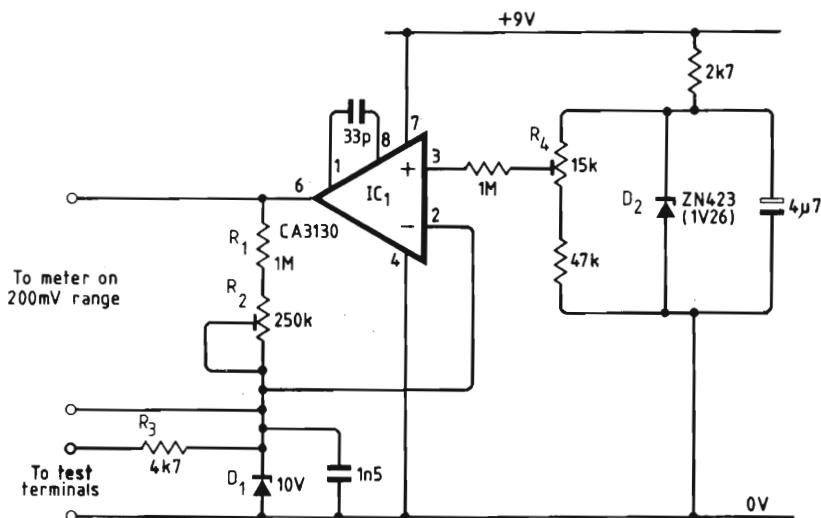 +9V
2k7
33p
7
8
1
3
R4
6
+
IC1
1M
15k
D2
ZN423
(1V26)
4µ7
2
−
CA3130
R1
1M
4
47k
To meter on
200mV range
R2
250k
R3
4k7
To test
terminals
D1
10V
1n5
0V